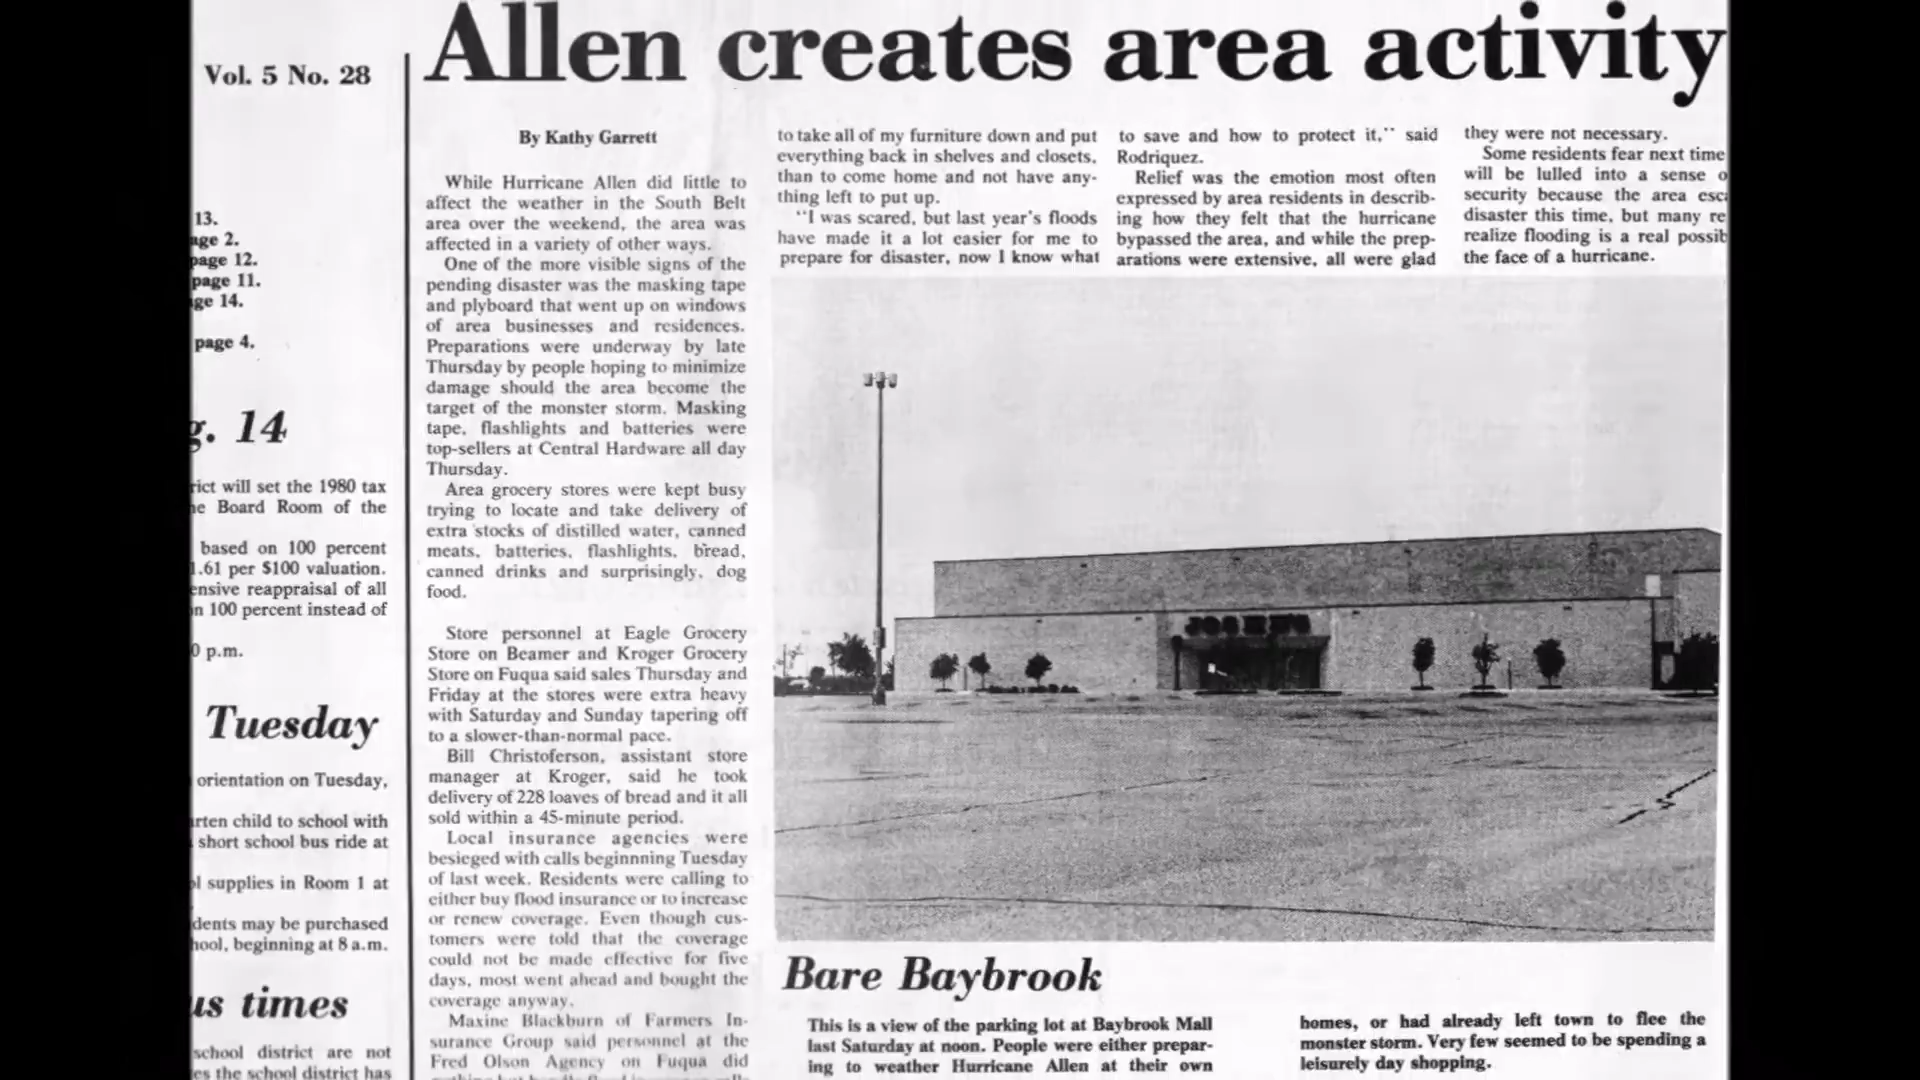 Allen creates area activity
Vol. 5 No. 28
13.
age 2.
page 12.
page 11.
ge 14.
page 4.
g. 14
rict will set the 1980 tax
e Board Room of the
based on 100 percent
.61 per $100 valuation.
ensive reappraisal of all
n 100 percent instead of
0 p.m.
Tuesday
orientation on Tuesday,
arten child to school with
short school bus ride at
ol supplies in Room 1 at
dents may be purchased
hool, beginning at 8 a.m.
us times
school district are not
es the school district has
By Kathy Garrett
While Hurricane Allen did little to
affect the weather in the South Belt
area over the weekend, the area was
affected in a variety of other ways.
One of the more visible signs of the
pending disaster was the masking tape
and plyboard that went up on windows
of area businesses and residences.
Preparations were underway by late
Thursday by people hoping to minimize
damage should the area become the
target of the monster storm. Masking
tape, flashlights and batteries were
top-sellers at Central Hardware all day
Thursday.
Area grocery stores were kept busy
trying to locate and take delivery of
extra stocks of distilled water, canned
meats, batteries, flashlights, bread,
canned drinks and surprisingly, dog
food.
Store personnel at Eagle Grocery
Store on Beamer and Kroger Grocery
Store on Fuqua said sales Thursday and
Friday at the stores were extra heavy
with Saturday and Sunday tapering off
to a slower-than-normal pace.
Bill Christoferson, assistant store
manager at Kroger, said he took
delivery of 228 loaves of bread and it all
sold within a 45-minute period.
Local insurance agencies were
besieged with calls beginnning Tuesday
of last week. Residents were calling to
either buy flood insurance or to increase
or renew coverage. Even though cus-
tomers were told that the coverage
could not be made effective for five
days, most went ahead and bought the
coverage anyway.
Maxine Blackburn of Farmers In-
surance Group said personnel at the
Fred Olson Agency on Fuqua did
to take all of my furniture down and put
everything back in shelves and closets,
than to come home and not have any-
thing left to put up.
"I was scared, but last year's floods
have made it a lot easier for me to
prepare for disaster, now I know what
to save and how to protect it," said
Rodriquez.
Relief was the emotion most often
expressed by area residents in describ-
ing how they felt that the hurricane
bypassed the area, and while the prep-
arations were extensive, all were glad
they were not necessary.
Some residents fear next time
will be lulled into a sense o
security because the area esc
disaster this time, but many re
realize flooding is a real possib
the face of a hurricane.
JOSKE'S
Bare Baybrook
This is a view of the parking lot at Baybrook Mall
last Saturday at noon. People were either prepar-
ing to weather Hurricane Allen at their own
homes, or had already left town to flee the
monster storm. Very few seemed to be spending a
leisurely day shopping.